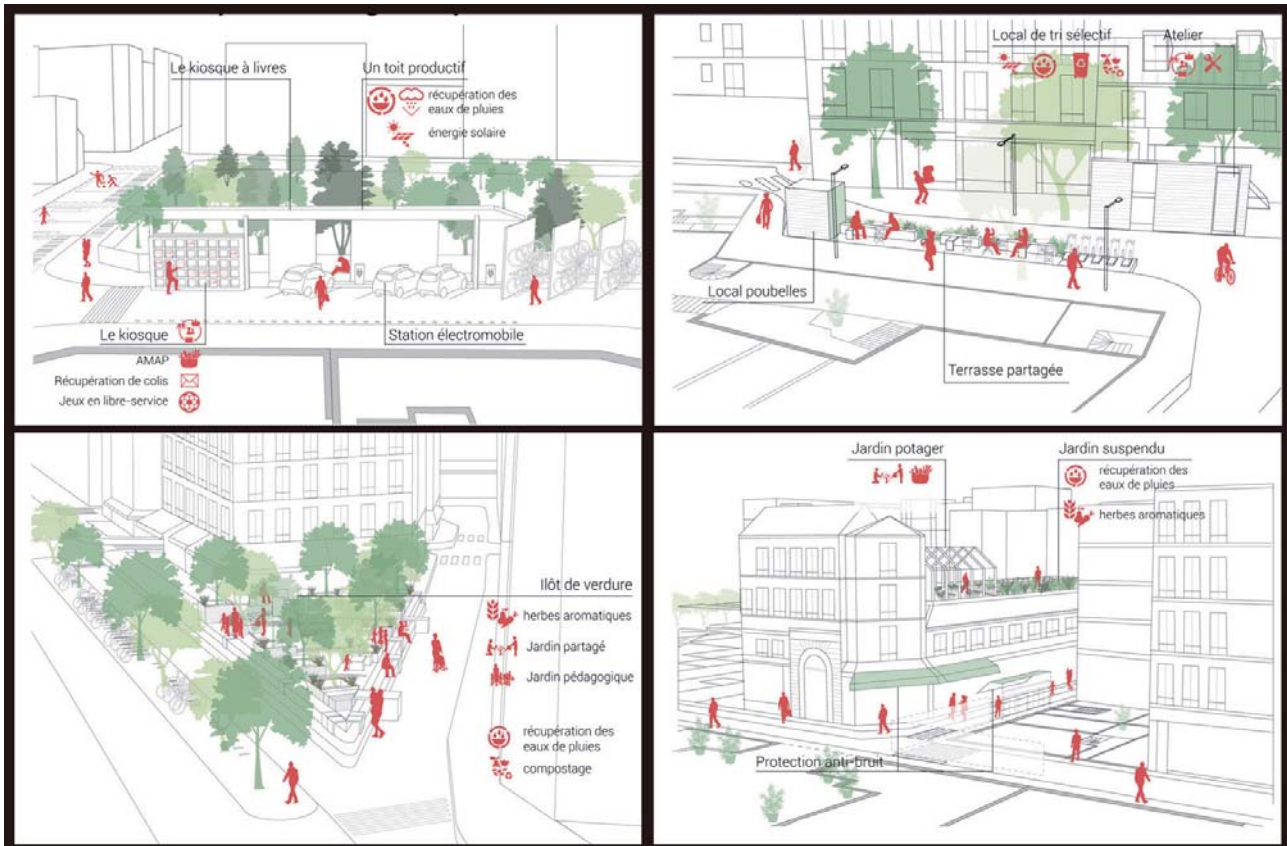 Le kiosque à livres
Un toit productif
récupération des
eaux de pluies
énergie solaire
Le kiosque
Station électromobile
AMAP
Récupération de colis
Jeux en libre-service
Local de tri sélectif
Atelier
Local poubelles
Terrasse partagée
Ilôt de verdure
herbes aromatiques
Jardin partagé
Jardin pédagogique
récupération des
eaux de pluies
compostage
Jardin potager
Jardin suspendu
récupération des
eaux de pluies
herbes aromatiques
Protection anti-bruit